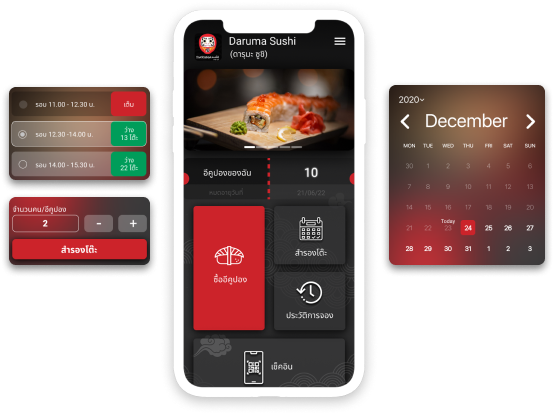 Daruma Sushi
(ดารุมะ ซูชิ)
รอบ 11.00 - 12.30 น.
เต็ม
รอบ 12.30 -14.00 น.
ว่าง
13 โต๊ะ
รอบ 14.00 - 15.30 น.
ว่าง
22 โต๊ะ
จำนวนคน/อีคูปอง
2
-
+
สำรองโต๊ะ
อีคูปองของฉัน
10
หมดอายุวันที่
21/06/22
ซื้ออีคูปอง
สำรองโต๊ะ
ประวัติการจอง
เช็คอิน
2020
December
MON TUE WED THU FRI SAT SUN
30 1 2 3 4 5 6
7 8 9 10 11 12 13
14 15 16 17 18 19 20
Today
21 22 23 24 25 26 27
28 29 30 31 1 2 3